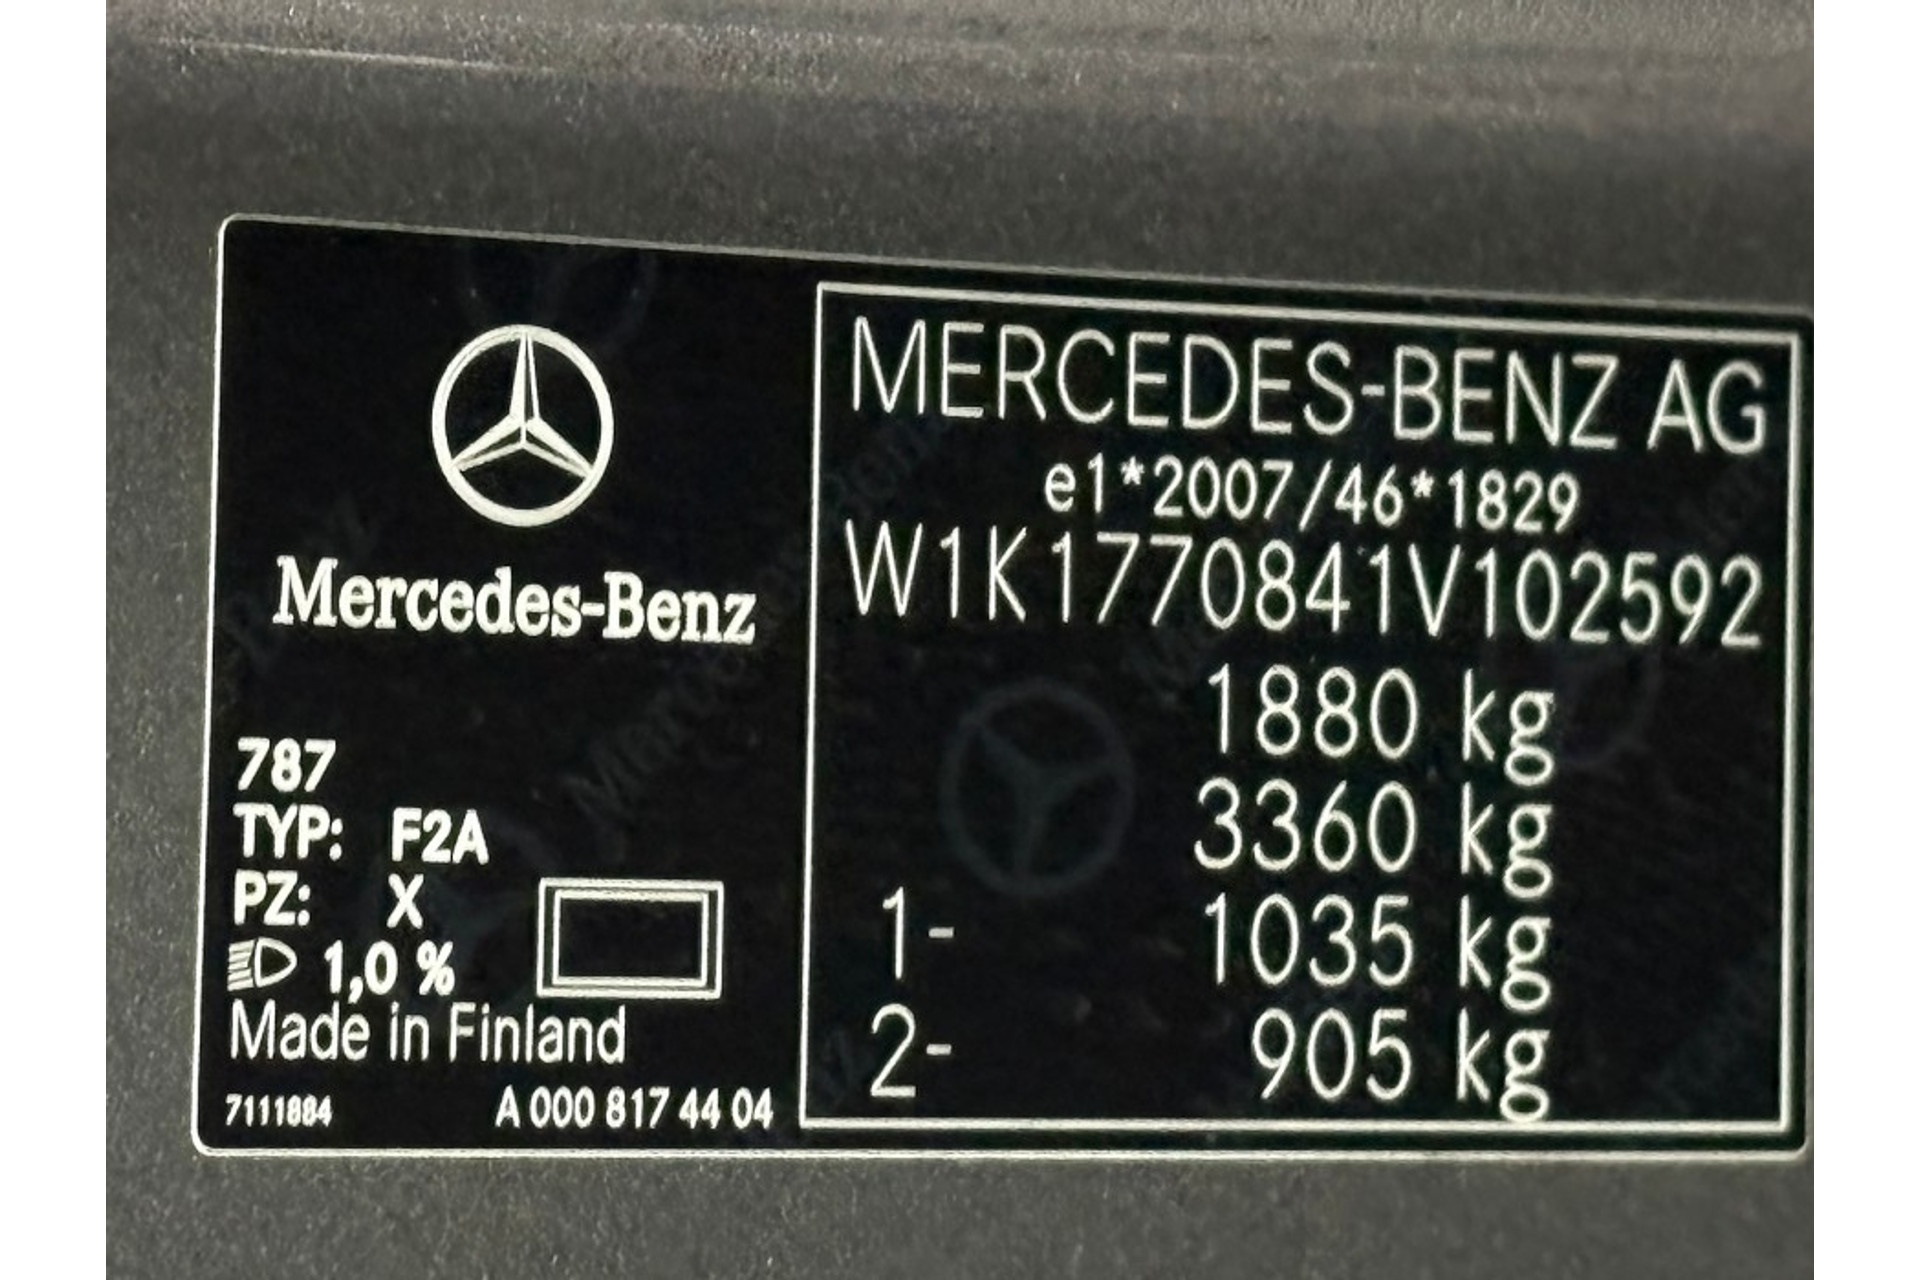 Mercedes-Benz
787
TYP: F2A
PZ: X
1,0 %
Made in Finland
7111884
A 000 817 44 04
MERCEDES-BENZ AG
e1*2007/46*1829
W1K1770841V102592
1880 kg
3360 kg
1- 1035 kg
2- 905 kg